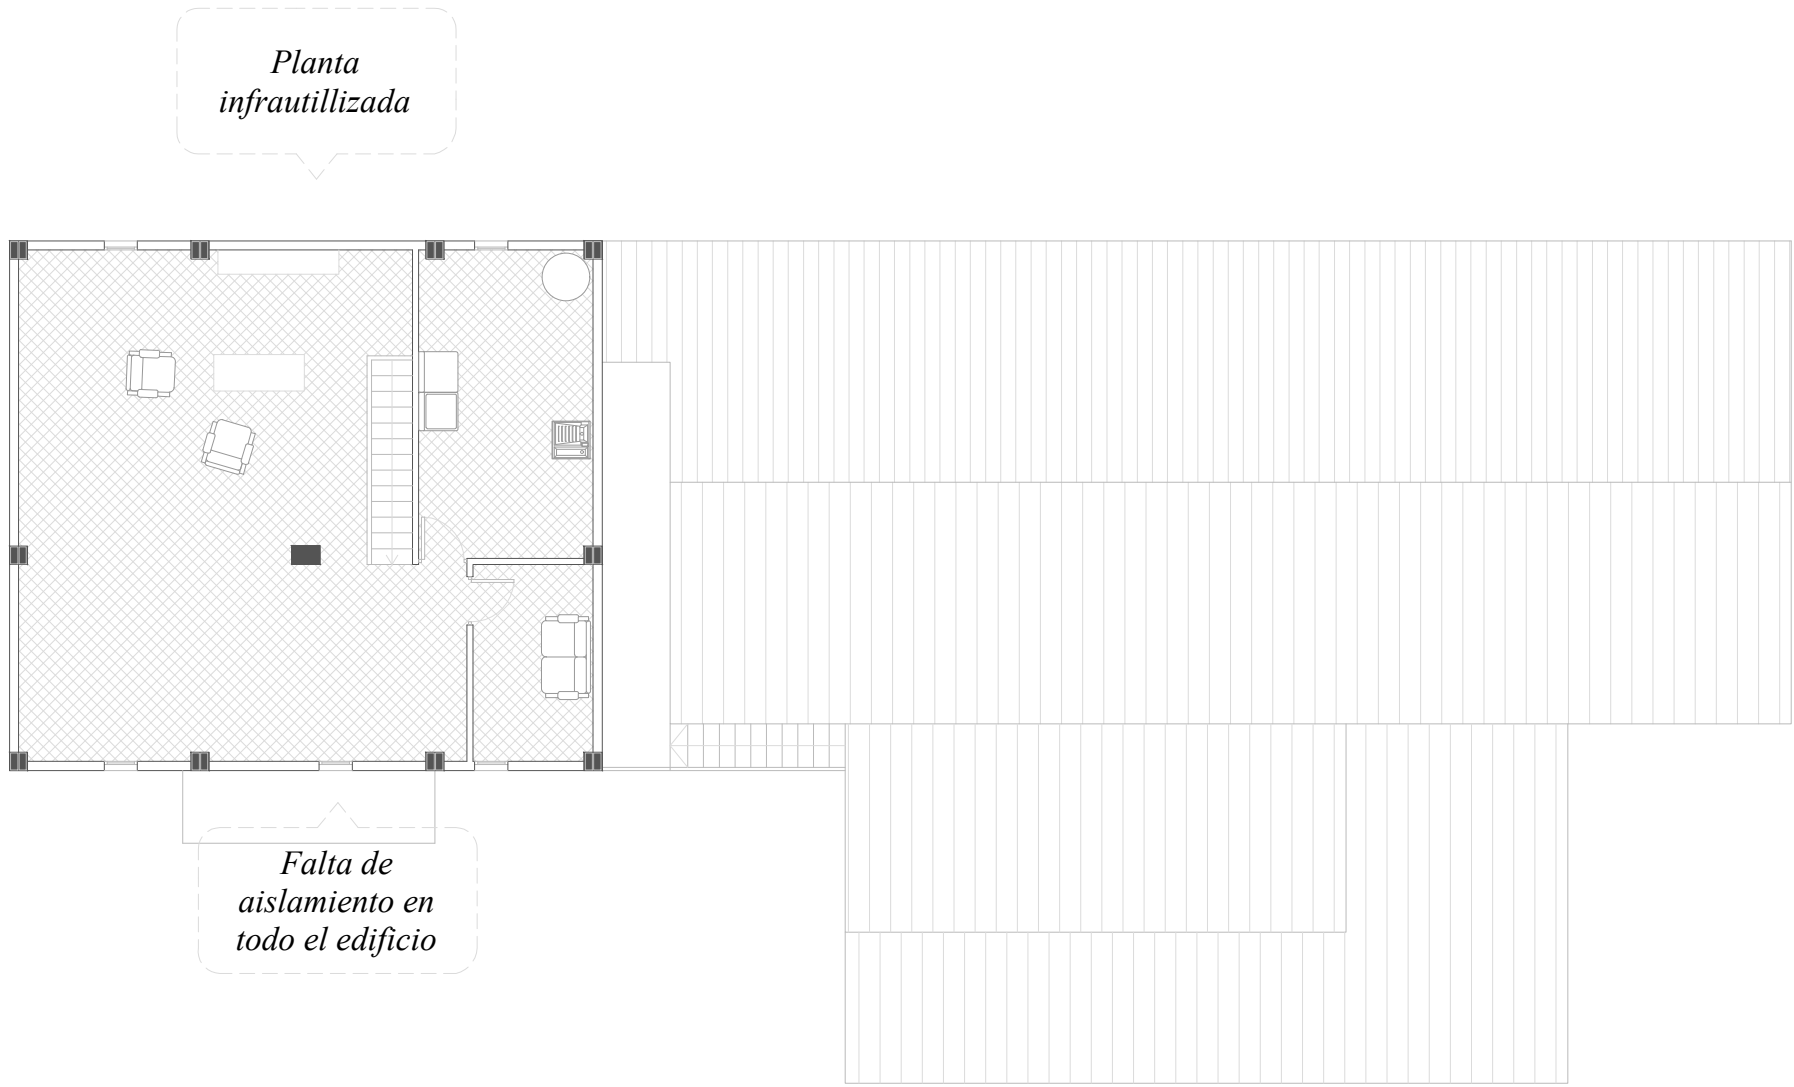 Planta
infrautillizada
Falta de
aislamiento en
todo el edificio